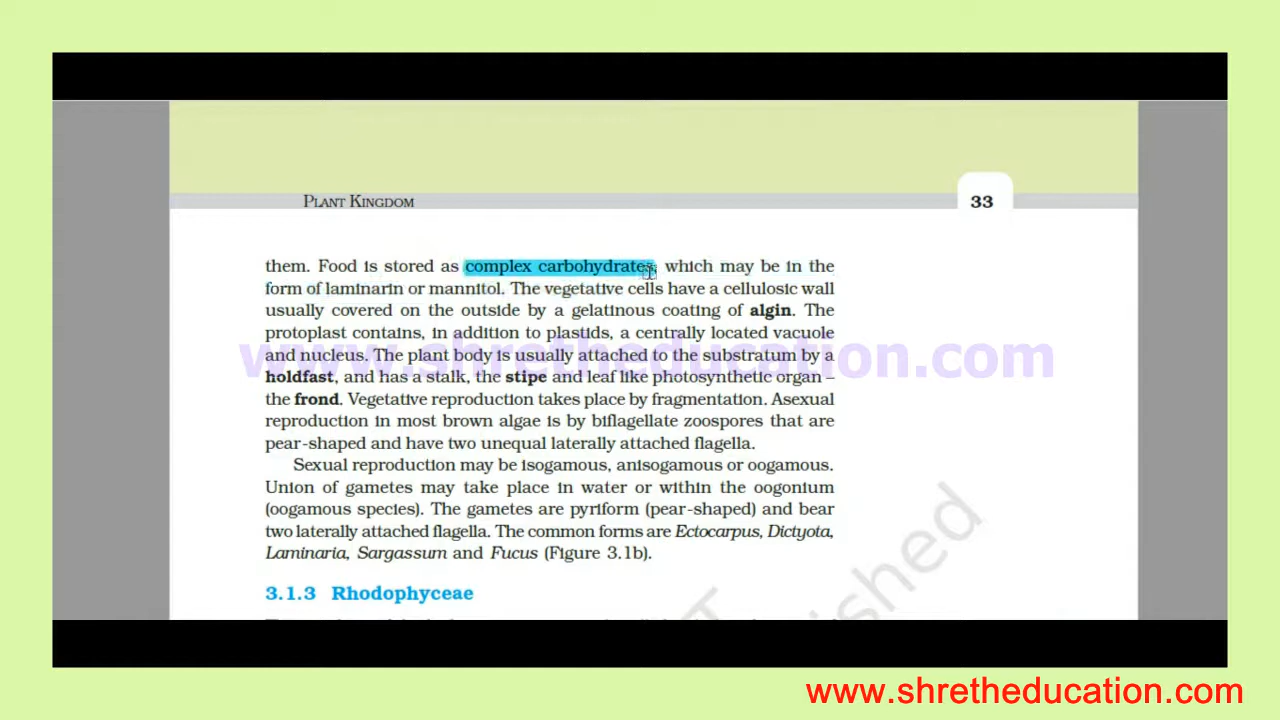 PLANT KINGDOM
33
them. Food is stored as complex carbohydrates, which may be in the
form of laminarin or mannitol. The vegetative cells have a cellulosic wall
usually covered on the outside by a gelatinous coating of algin. The
protoplast contains, in addition to plastids, a centrally located vacuole
www.shretheducation.com
and nucleus. The plant body is usually attached to the substratum by a
holdfast, and has a stalk, the stipe and leaf like photosynthetic organ –
the frond. Vegetative reproduction takes place by fragmentation. Asexual
reproduction in most brown algae is by biflagellate zoospores that are
pear-shaped and have two unequal laterally attached flagella.
Sexual reproduction may be isogamous, anisogamous or oogamous.
Union of gametes may take place in water or within the oogonium
(oogamous species). The gametes are pyriform (pear-shaped) and bear
two laterally attached flagella. The common forms are Ectocarpus, Dictyota,
Laminaria, Sargassum and Fucus (Figure 3.1b).
3.1.3 Rhodophyceae
www.shretheducation.com